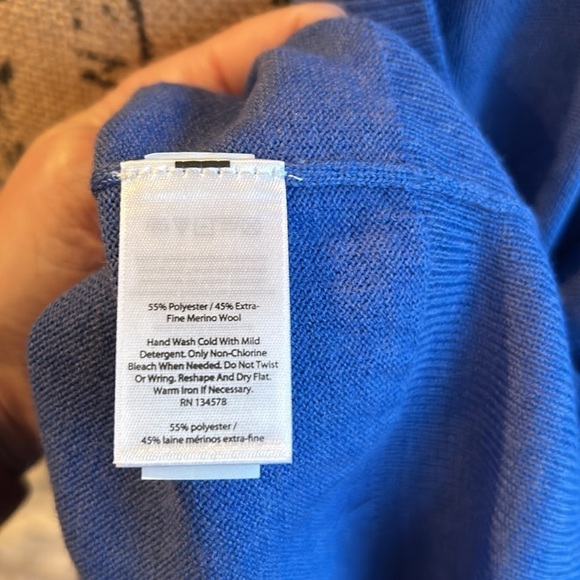 55% Polyester / 45% Extra-
Fine Merino Wool
Hand Wash Cold With Mild
Detergent. Only Non-Chlorine
Bleach When Needed. Do Not Twist
Or Wring. Reshape And Dry Flat.
Warm Iron If Necessary.
RN 134578
55% polyester /
45% laine mérinos extra-fine